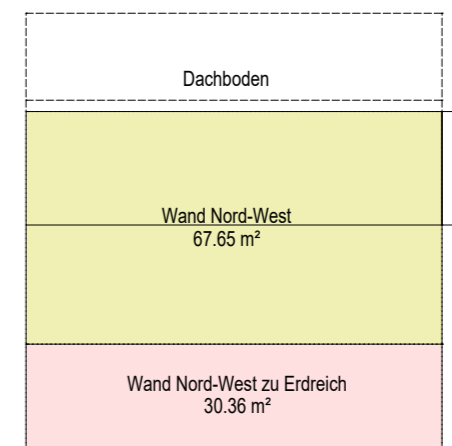 Dachboden
Wand Nord-West
67.65 m²
Wand Nord-West zu Erdreich
30.36 m²